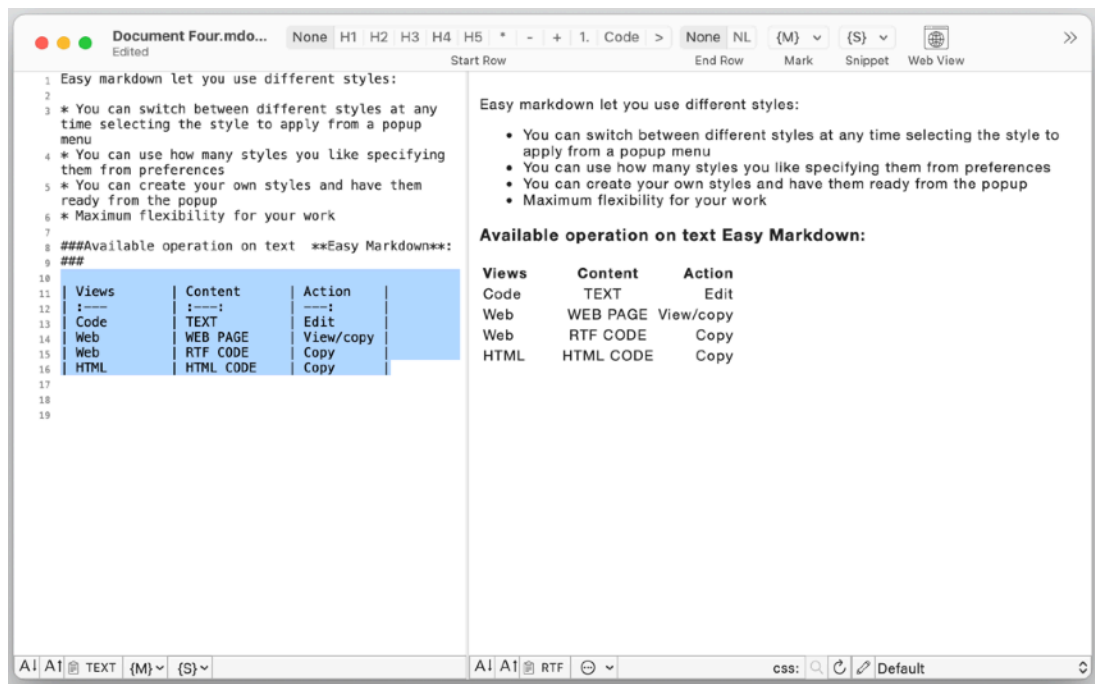 Document Four.mdo...
Edited
None H1 H2 H3 H4 H5 * - + 1. Code >
Start Row
None NL
End Row
{M}
Mark
{S}
Snippet
Web View
1 Easy markdown let you use different styles:
2
3 * You can switch between different styles at any
time selecting the style to apply from a popup
menu
4 * You can use how many styles you like specifying
them from preferences
5 * You can create your own styles and have them
ready from the popup
6 * Maximum flexibility for your work
7
8 ###Available operation on text **Easy Markdown**:
9 ###
10
11 | Views | Content | Action |
12 | :--- | :---: | ---: |
13 | Code | TEXT | Edit |
14 | Web | WEB PAGE | View/copy |
15 | Web | RTF CODE | Copy |
16 | HTML | HTML CODE | Copy |
17
18
19
Easy markdown let you use different styles:
• You can switch between different styles at any time selecting the style to
apply from a popup menu
• You can use how many styles you like specifying them from preferences
• You can create your own styles and have them ready from the popup
• Maximum flexibility for your work
Available operation on text Easy Markdown:
Views Content Action
Code TEXT Edit
Web WEB PAGE View/copy
Web RTF CODE Copy
HTML HTML CODE Copy
A↓ A↑ TEXT {M} {S}
A↓ A↑ RTF
css: Default